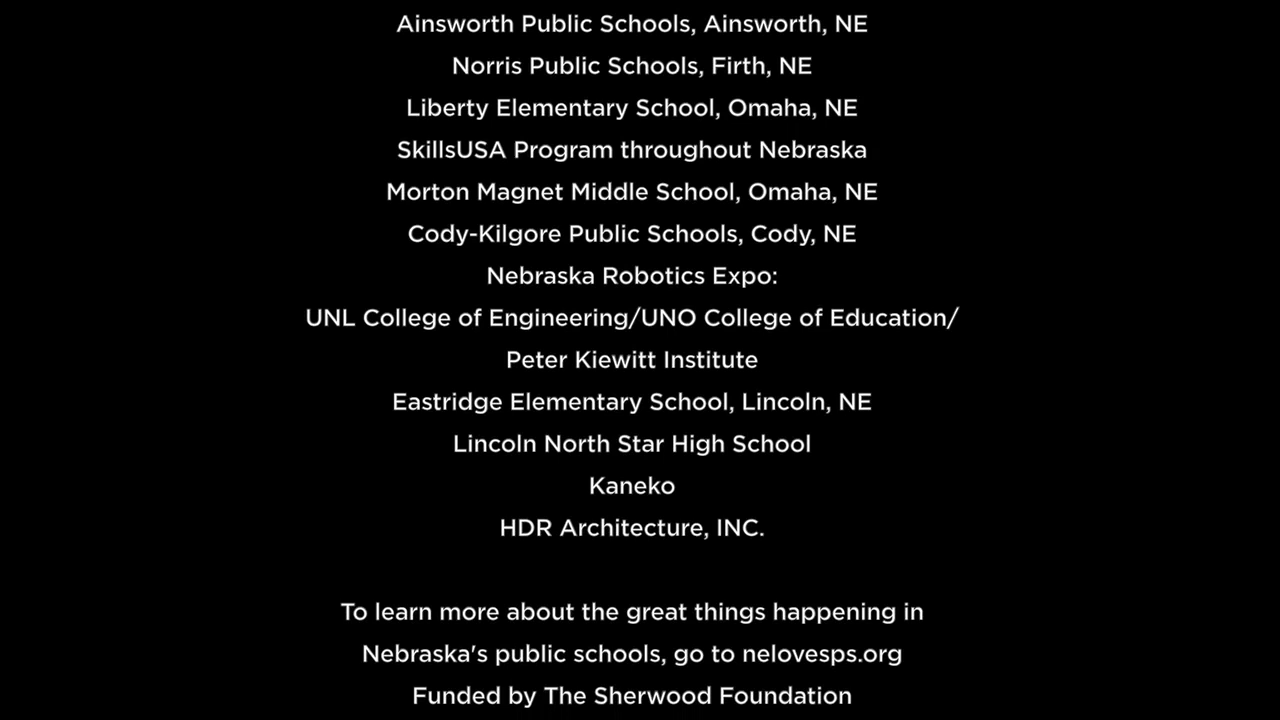 Ainsworth Public Schools, Ainsworth, NE
Norris Public Schools, Firth, NE
Liberty Elementary School, Omaha, NE
SkillsUSA Program throughout Nebraska
Morton Magnet Middle School, Omaha, NE
Cody-Kilgore Public Schools, Cody, NE
Nebraska Robotics Expo:
UNL College of Engineering/UNO College of Education/
Peter Kiewitt Institute
Eastridge Elementary School, Lincoln, NE
Lincoln North Star High School
Kaneko
HDR Architecture, INC.
To learn more about the great things happening in
Nebraska's public schools, go to nelovesps.org
Funded by The Sherwood Foundation